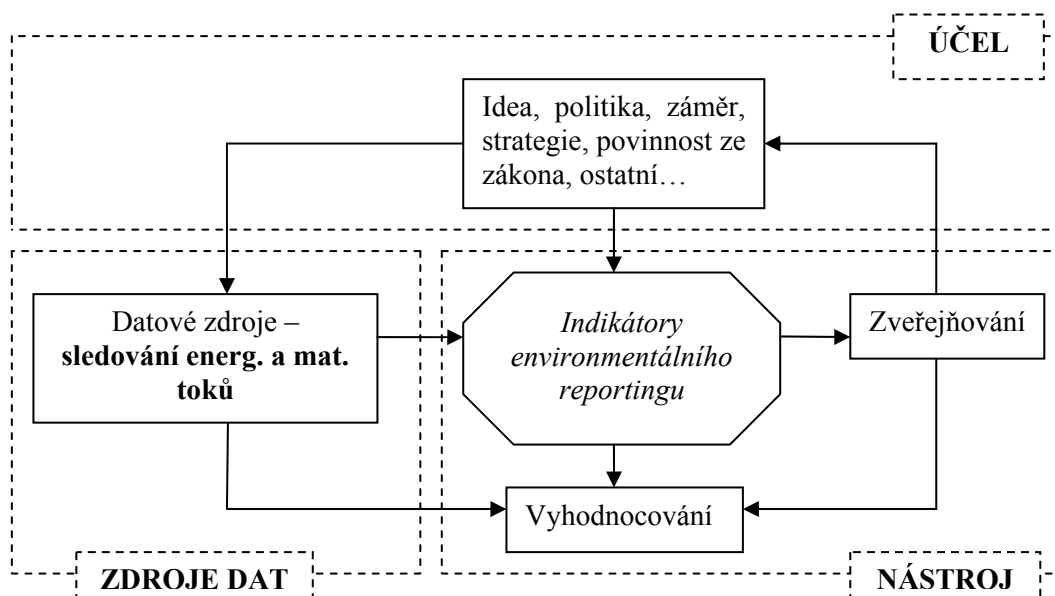 ÚČEL
Idea, politika, záměr,
strategie, povinnost ze
zákona, ostatní…
Datové zdroje –
sledování energ. a mat.
toků
Indikátory
environmentálního
reportingu
Zveřejňování
Vyhodnocování
ZDROJE DAT
NÁSTROJ